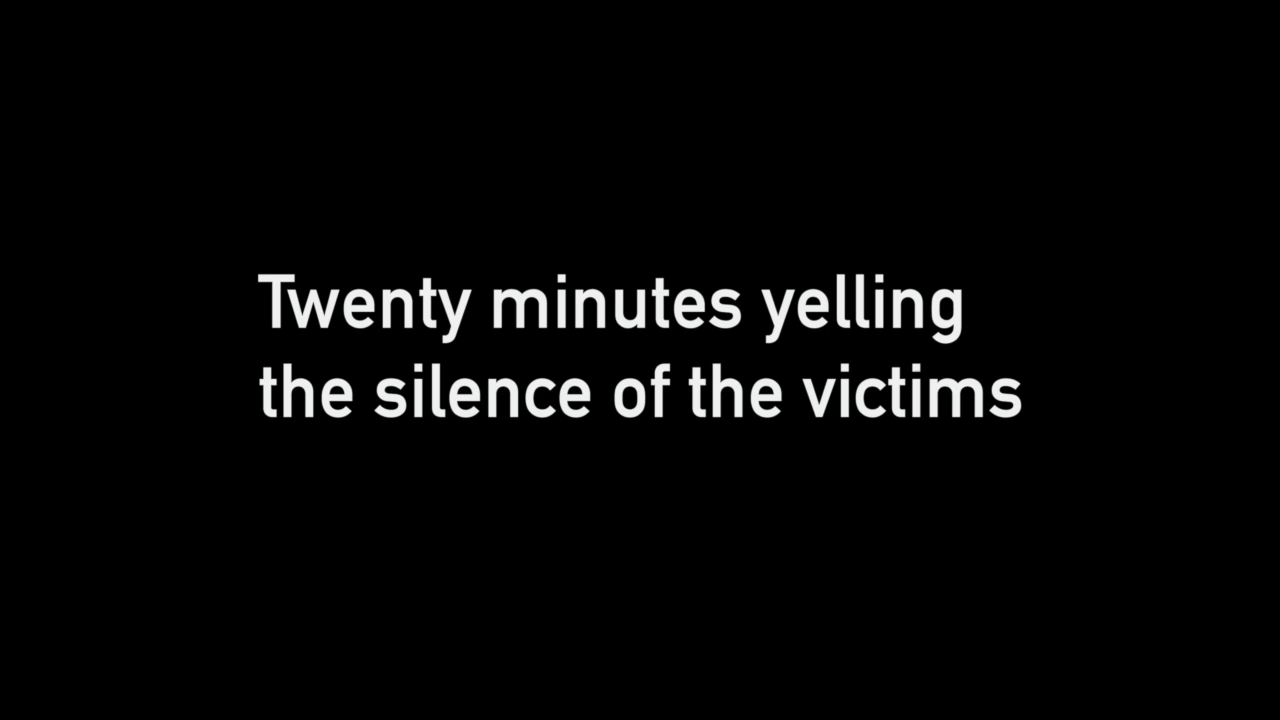 Twenty minutes yelling
the silence of the victims